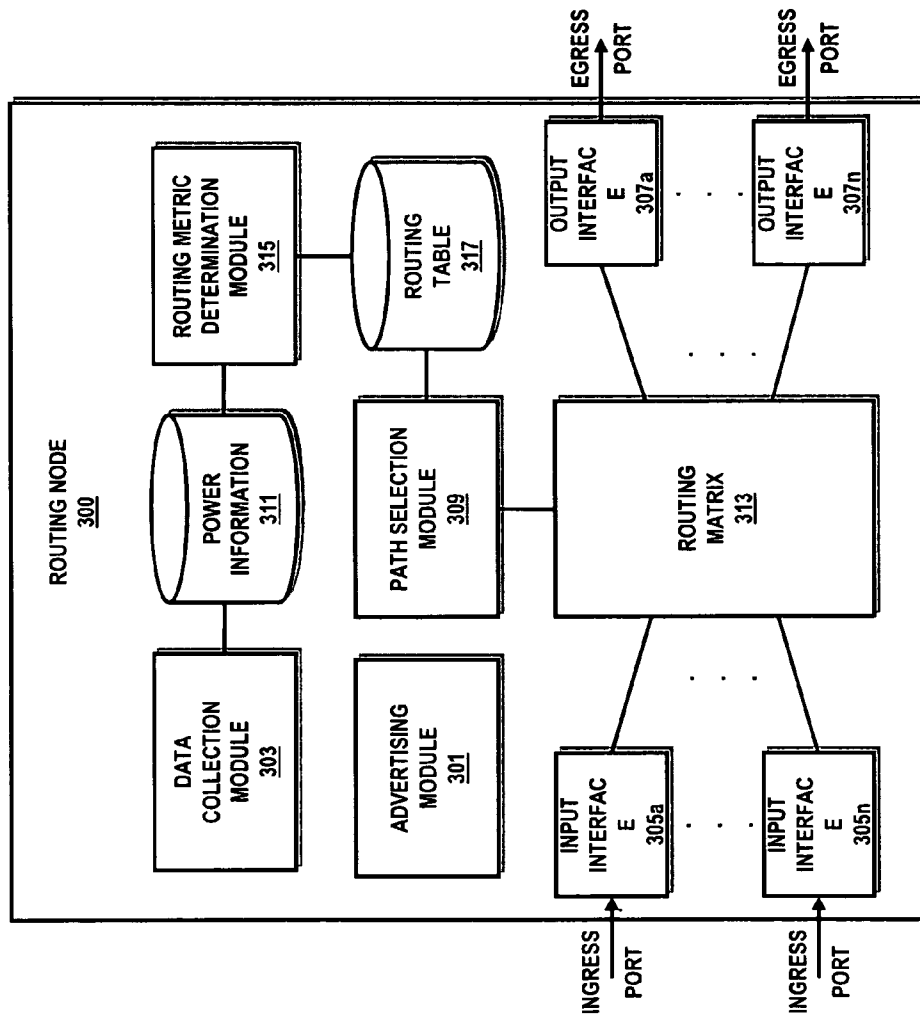 ROUTING NODE
300
DATA
COLLECTION
MODULE
303
POWER
INFORMATION
311
ROUTING METRIC
DETERMINATION
MODULE
315
ADVERTISING
MODULE
301
PATH SELECTION
MODULE
309
ROUTING
TABLE
317
INGRESS
PORT
INPUT
INTERFAC
E
305a
ROUTING
MATRIX
313
OUTPUT
INTERFAC
E
307a
EGRESS
PORT
INGRESS
PORT
INPUT
INTERFAC
E
305n
OUTPUT
INTERFAC
E
307n
EGRESS
PORT